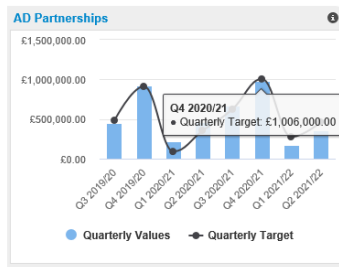 AD Partnerships
£1,500,000.00
£1,000,000.00
£500,000.00
£0.00
Q4 2020/21
● Quarterly Target: £1,006,000.00
Q3 2019/20
Q4 2019/20
Q1 2020/21
Q2 2020/21
Q3 2020/21
Q4 2020/21
Q1 2021/22
Q2 2021/22
Quarterly Values
Quarterly Target